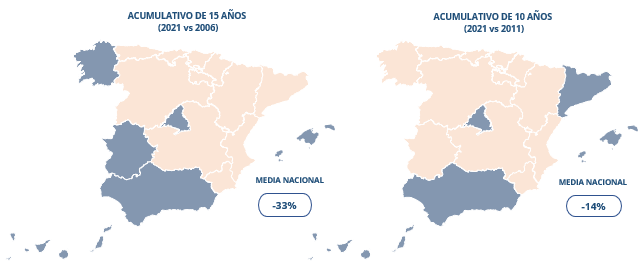 ACUMULATIVO DE 15 AÑOS
(2021 vs 2006)
MEDIA NACIONAL
-33%
ACUMULATIVO DE 10 AÑOS
(2021 vs 2011)
MEDIA NACIONAL
-14%